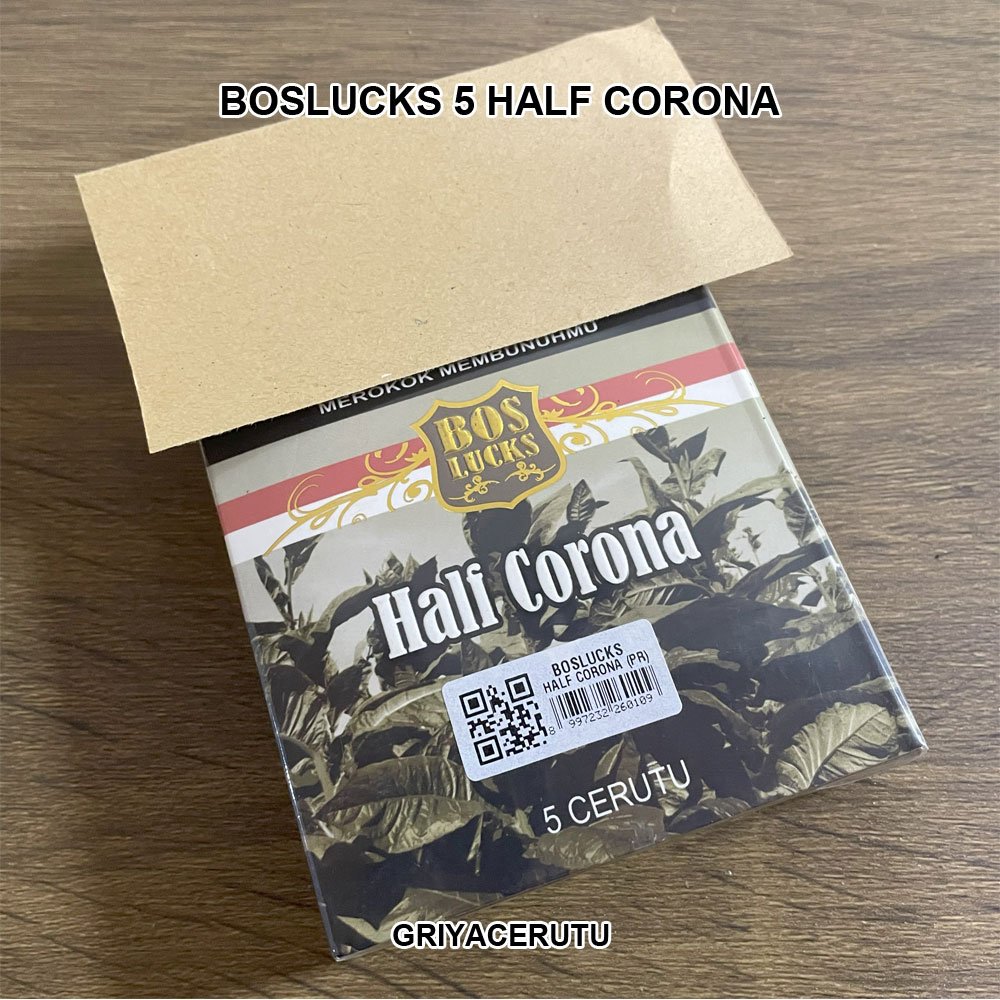 BOSLUCKS 5 HALF CORONA
MEROKOK MEMBUNUHMU
BOS
LUCKS
Half Corona
BOSLUCKS
HALF CORONA (PR)
8 997232 260109
5 CERUTU
GRIYACERUTU